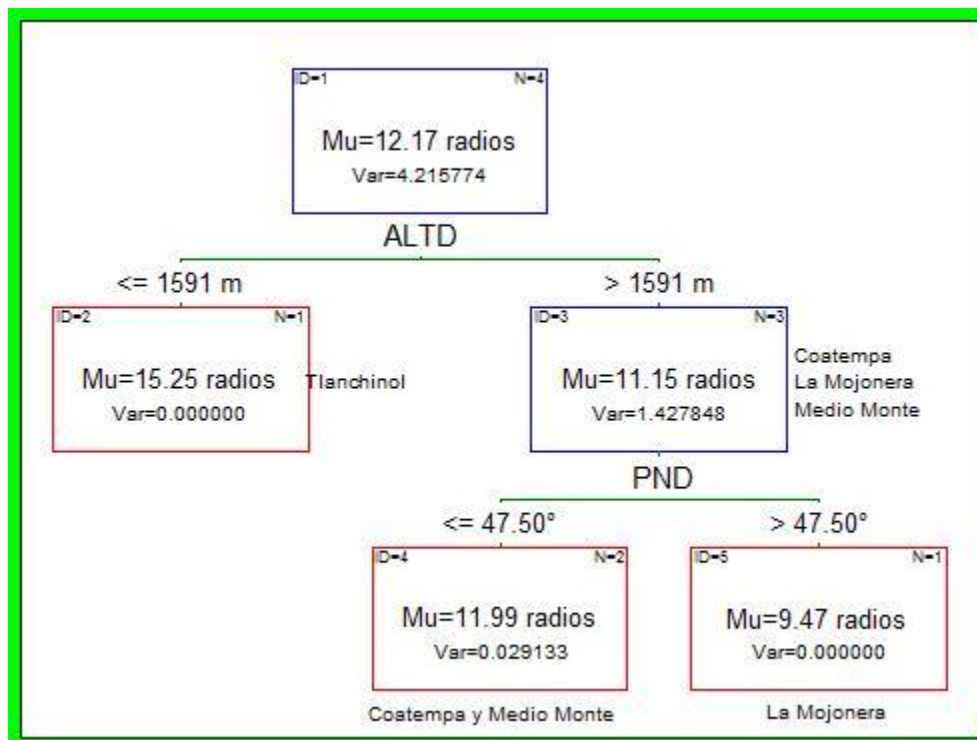 ID=1 N=4
Mu=12.17 radios
Var=4.215774
ALTD
<= 1591 m
> 1591 m
ID=2 N=1
Mu=15.25 radios
Var=0.000000
Tlanchinol
ID=3 N=3
Mu=11.15 radios
Var=1.427848
Coatempa
La Mojonera
Medio Monte
PND
<= 47.50º
> 47.50º
ID=4 N=2
Mu=11.99 radios
Var=0.029133
Coatempa y Medio Monte
ID=5 N=1
Mu=9.47 radios
Var=0.000000
La Mojonera